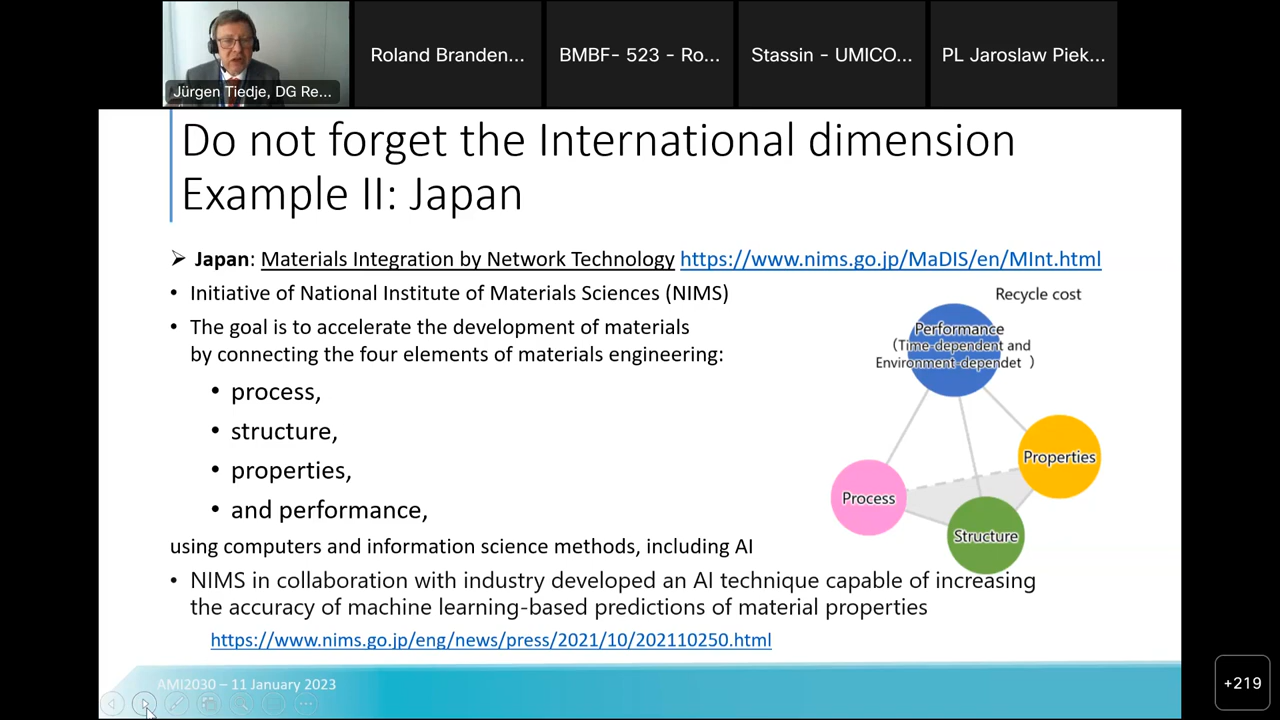 Jürgen Tiedje, DG Re...
Roland Branden...
BMBF- 523 - Ro...
Stassin - UMICO...
PL Jaroslaw Piek...
Do not forget the International dimension
Example II: Japan
Japan: Materials Integration by Network Technology https://www.nims.go.jp/MaDIS/en/MInt.html
• Initiative of National Institute of Materials Sciences (NIMS)
• The goal is to accelerate the development of materials
by connecting the four elements of materials engineering:
• process,
• structure,
• properties,
• and performance,
using computers and information science methods, including AI
• NIMS in collaboration with industry developed an AI technique capable of increasing
the accuracy of machine learning-based predictions of material properties
https://www.nims.go.jp/eng/news/press/2021/10/202110250.html
Recycle cost
Performance
(Time-dependent and
Environment-dependet )
Properties
Process
Structure
AMI2030 – 11 January 2023
+219